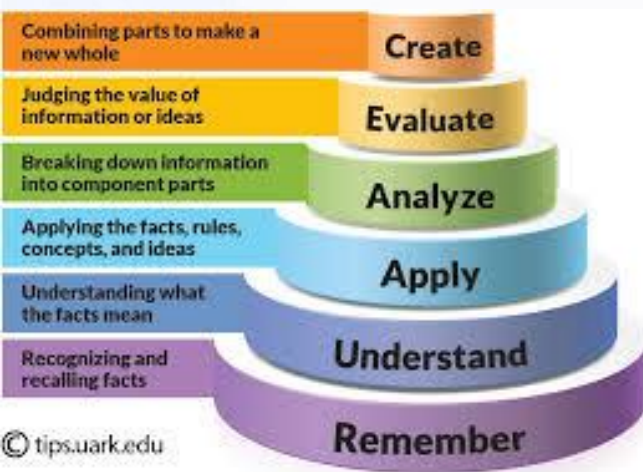 Combining parts to make a
new whole
Create
Judging the value of
information or ideas
Evaluate
Breaking down information
into component parts
Analyze
Applying the facts, rules,
concepts, and ideas
Apply
Understanding what
the facts mean
Understand
Recognizing and
recalling facts
Remember
© tips.uark.edu